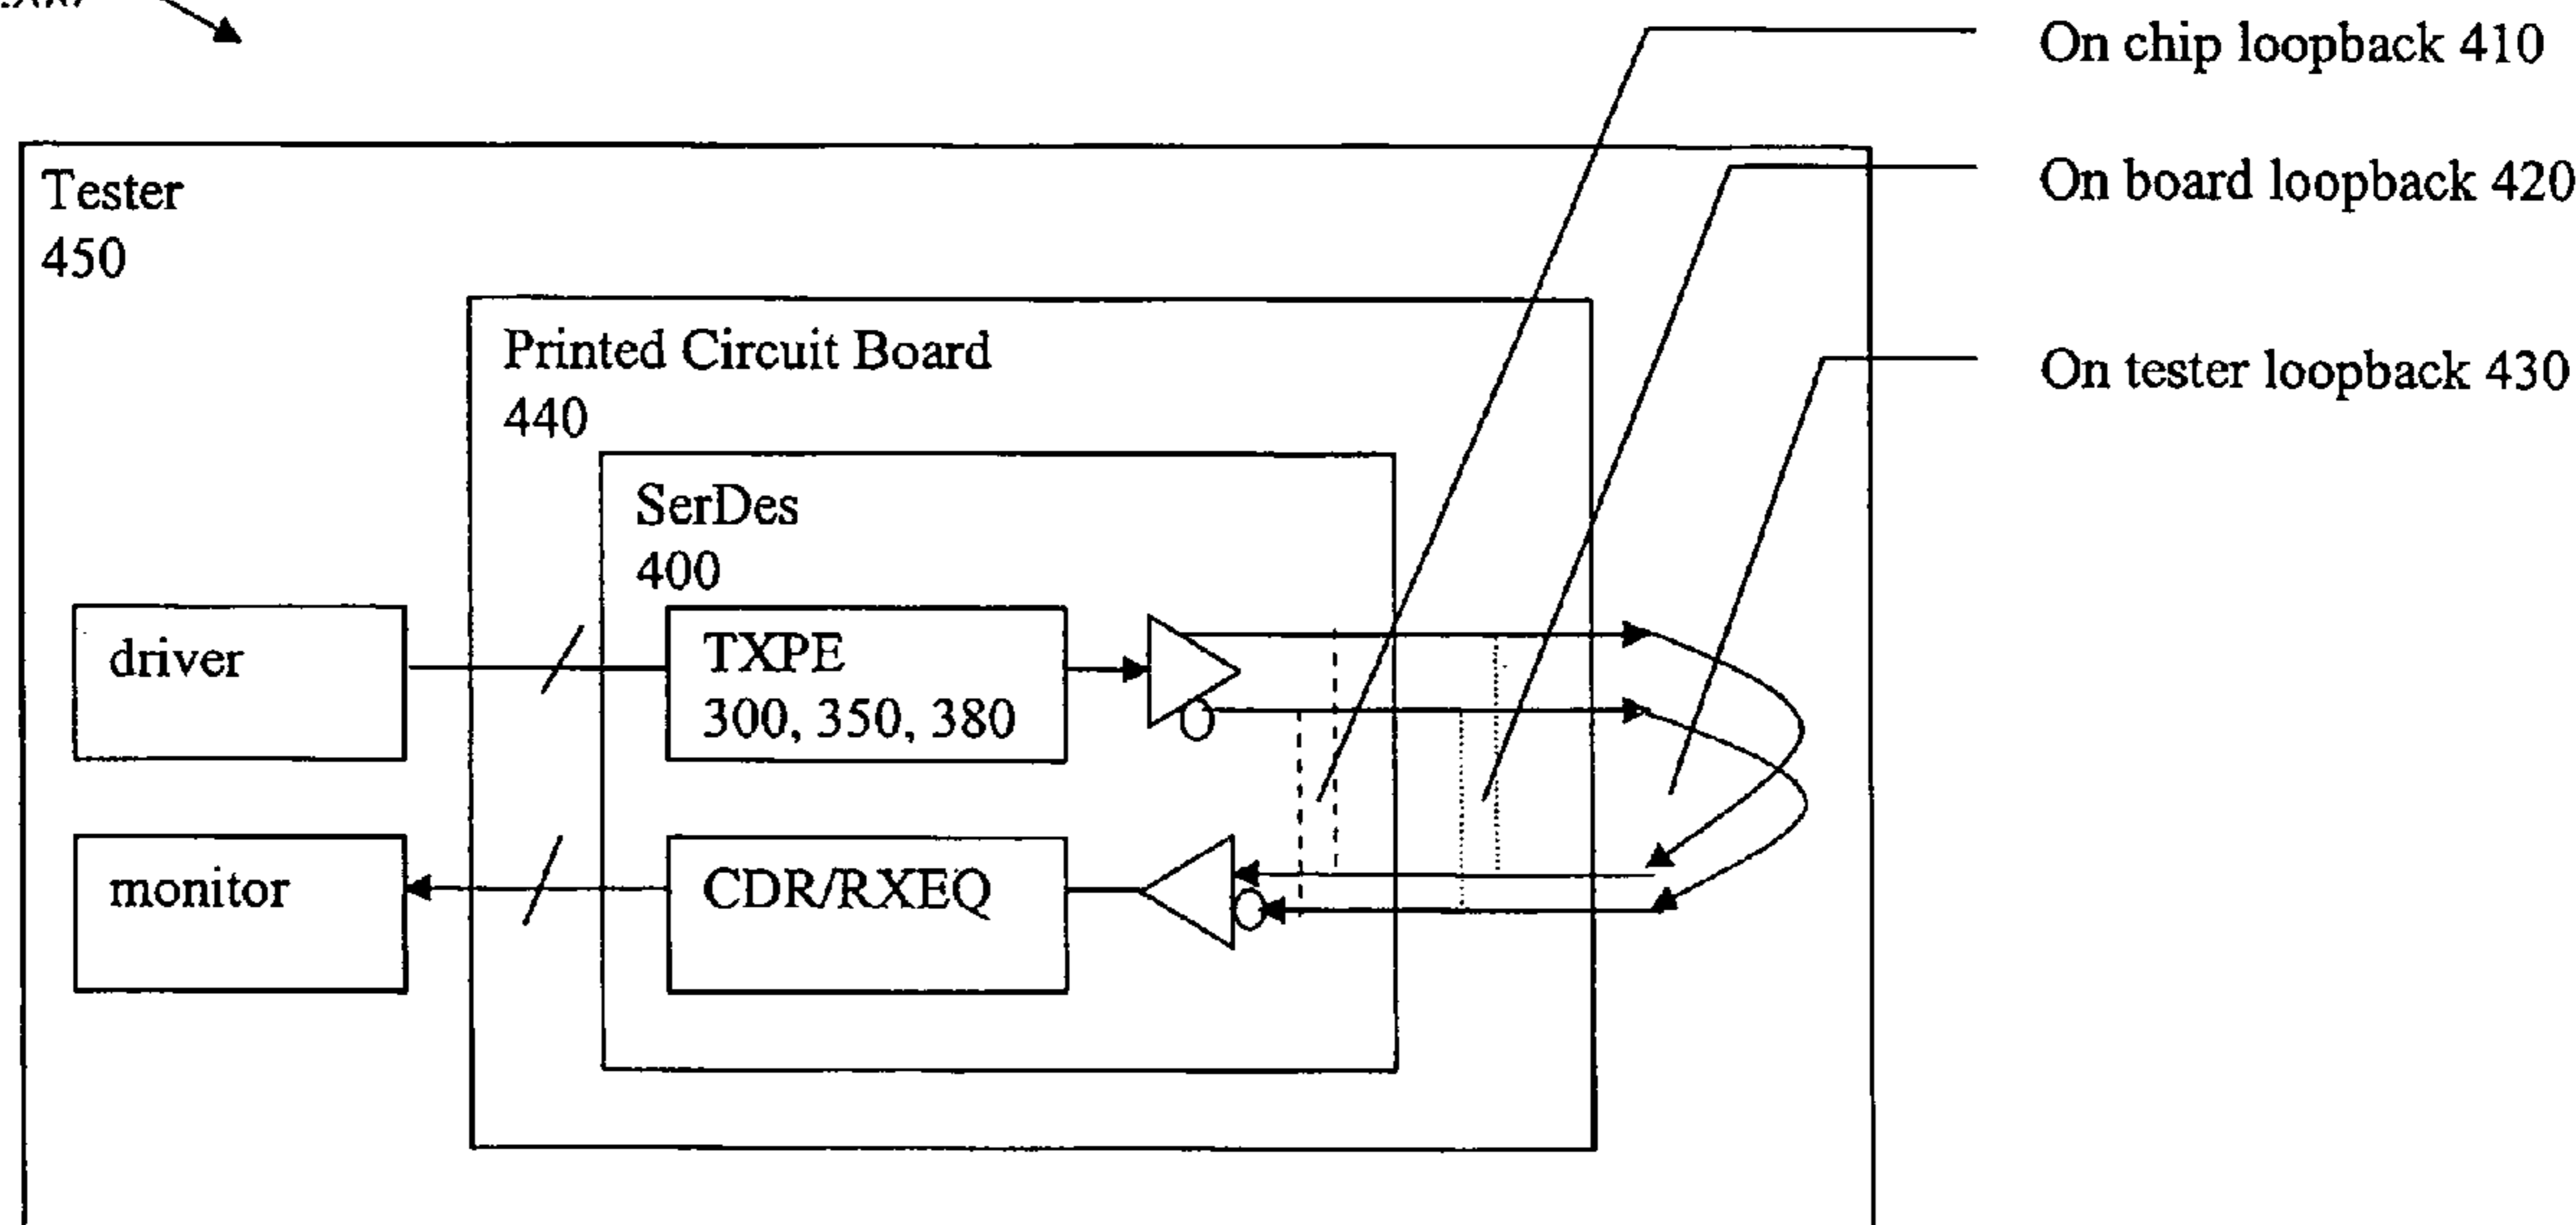 On chip loopback 410
On board loopback 420
On tester loopback 430
Tester
450
Printed Circuit Board
440
SerDes
400
driver
TXPE
300, 350, 380
monitor
CDR/RXEQ